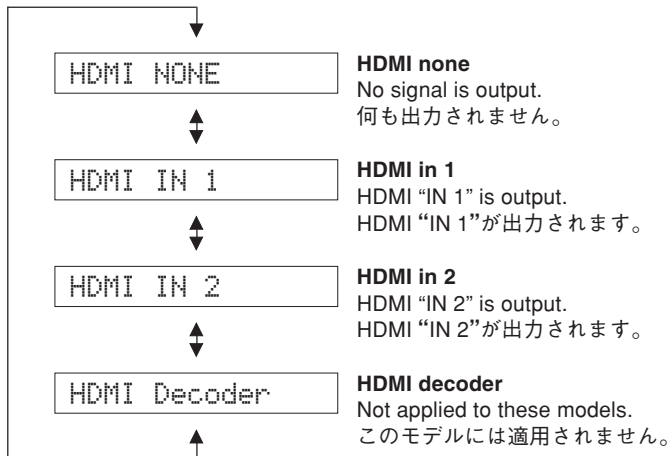 HDMI NONE
HDMI none
No signal is output.
何も出力されません。
HDMI IN 1
HDMI in 1
HDMI “IN 1” is output.
HDMI “IN 1”が出力されます。
HDMI IN 2
HDMI in 2
HDMI “IN 2” is output.
HDMI “IN 2”が出力されます。
HDMI Decoder
HDMI decoder
Not applied to these models.
このモデルには適用されません。